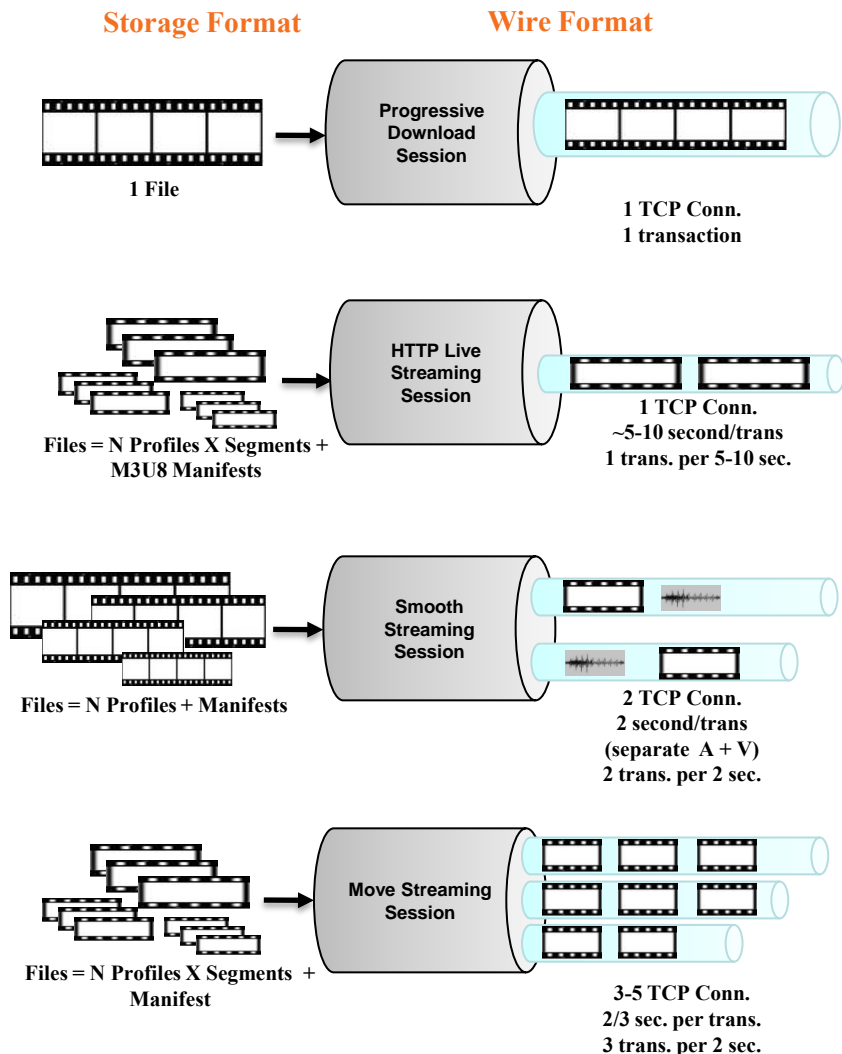 Storage Format
Wire Format
Progressive
Download
Session
1 File
1 TCP Conn.
1 transaction
HTTP Live
Streaming
Session
Files = N Profiles X Segments +
M3U8 Manifests
1 TCP Conn.
~5-10 second/trans
1 trans. per 5-10 sec.
Smooth
Streaming
Session
Files = N Profiles + Manifests
2 TCP Conn.
2 second/trans
(separate A + V)
2 trans. per 2 sec.
Move Streaming
Session
Files = N Profiles X Segments +
Manifest
3-5 TCP Conn.
2/3 sec. per trans.
3 trans. per 2 sec.